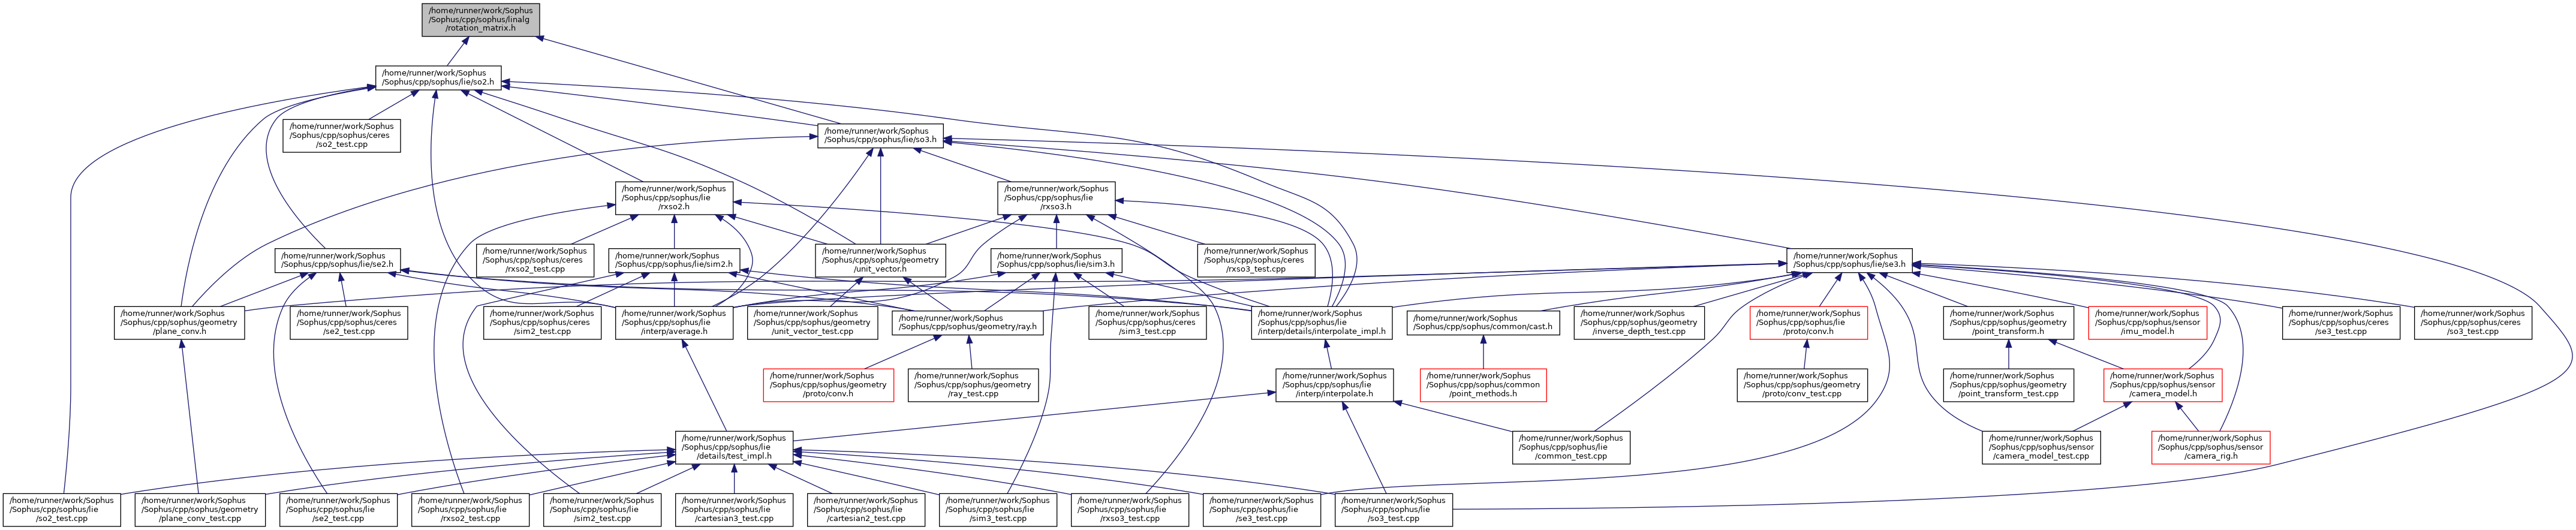 /home/runner/work/Sophus
/Sophus/cpp/sophus/linalg
/rotation_matrix.h
/home/runner/work/Sophus
/Sophus/cpp/sophus/lie/so2.h
/home/runner/work/Sophus
/Sophus/cpp/sophus/ceres
/so2_test.cpp
/home/runner/work/Sophus
/Sophus/cpp/sophus/lie/so3.h
/home/runner/work/Sophus
/Sophus/cpp/sophus/lie
/rxso2.h
/home/runner/work/Sophus
/Sophus/cpp/sophus/lie
/rxso3.h
/home/runner/work/Sophus
/Sophus/cpp/sophus/lie/se2.h
/home/runner/work/Sophus
/Sophus/cpp/sophus/ceres
/rxso2_test.cpp
/home/runner/work/Sophus
/Sophus/cpp/sophus/lie/sim2.h
/home/runner/work/Sophus
/Sophus/cpp/sophus/geometry
/unit_vector.h
/home/runner/work/Sophus
/Sophus/cpp/sophus/lie/sim3.h
/home/runner/work/Sophus
/Sophus/cpp/sophus/ceres
/rxso3_test.cpp
/home/runner/work/Sophus
/Sophus/cpp/sophus/lie/se3.h
/home/runner/work/Sophus
/Sophus/cpp/sophus/geometry
/plane_conv.h
/home/runner/work/Sophus
/Sophus/cpp/sophus/ceres
/se2_test.cpp
/home/runner/work/Sophus
/Sophus/cpp/sophus/ceres
/sim2_test.cpp
/home/runner/work/Sophus
/Sophus/cpp/sophus/lie
/interp/average.h
/home/runner/work/Sophus
/Sophus/cpp/sophus/geometry
/unit_vector_test.cpp
/home/runner/work/Sophus
/Sophus/cpp/sophus/geometry/ray.h
/home/runner/work/Sophus
/Sophus/cpp/sophus/ceres
/sim3_test.cpp
/home/runner/work/Sophus
/Sophus/cpp/sophus/lie
/interp/details/interpolate_impl.h
/home/runner/work/Sophus
/Sophus/cpp/sophus/common/cast.h
/home/runner/work/Sophus
/Sophus/cpp/sophus/geometry
/inverse_depth_test.cpp
/home/runner/work/Sophus
/Sophus/cpp/sophus/lie
/proto/conv.h
/home/runner/work/Sophus
/Sophus/cpp/sophus/geometry
/point_transform.h
/home/runner/work/Sophus
/Sophus/cpp/sophus/sensor
/imu_model.h
/home/runner/work/Sophus
/Sophus/cpp/sophus/ceres
/se3_test.cpp
/home/runner/work/Sophus
/Sophus/cpp/sophus/ceres
/so3_test.cpp
/home/runner/work/Sophus
/Sophus/cpp/sophus/geometry
/proto/conv.h
/home/runner/work/Sophus
/Sophus/cpp/sophus/geometry
/ray_test.cpp
/home/runner/work/Sophus
/Sophus/cpp/sophus/lie
/interp/interpolate.h
/home/runner/work/Sophus
/Sophus/cpp/sophus/common
/point_methods.h
/home/runner/work/Sophus
/Sophus/cpp/sophus/geometry
/proto/conv_test.cpp
/home/runner/work/Sophus
/Sophus/cpp/sophus/geometry
/point_transform_test.cpp
/home/runner/work/Sophus
/Sophus/cpp/sophus/sensor
/camera_model.h
/home/runner/work/Sophus
/Sophus/cpp/sophus/lie
/details/test_impl.h
/home/runner/work/Sophus
/Sophus/cpp/sophus/lie
/common_test.cpp
/home/runner/work/Sophus
/Sophus/cpp/sophus/sensor
/camera_model_test.cpp
/home/runner/work/Sophus
/Sophus/cpp/sophus/sensor
/camera_rig.h
/home/runner/work/Sophus
/Sophus/cpp/sophus/lie
/so2_test.cpp
/home/runner/work/Sophus
/Sophus/cpp/sophus/geometry
/plane_conv_test.cpp
/home/runner/work/Sophus
/Sophus/cpp/sophus/lie
/se2_test.cpp
/home/runner/work/Sophus
/Sophus/cpp/sophus/lie
/rxso2_test.cpp
/home/runner/work/Sophus
/Sophus/cpp/sophus/lie
/sim2_test.cpp
/home/runner/work/Sophus
/Sophus/cpp/sophus/lie
/cartesian3_test.cpp
/home/runner/work/Sophus
/Sophus/cpp/sophus/lie
/cartesian2_test.cpp
/home/runner/work/Sophus
/Sophus/cpp/sophus/lie
/sim3_test.cpp
/home/runner/work/Sophus
/Sophus/cpp/sophus/lie
/rxso3_test.cpp
/home/runner/work/Sophus
/Sophus/cpp/sophus/lie
/se3_test.cpp
/home/runner/work/Sophus
/Sophus/cpp/sophus/lie
/so3_test.cpp